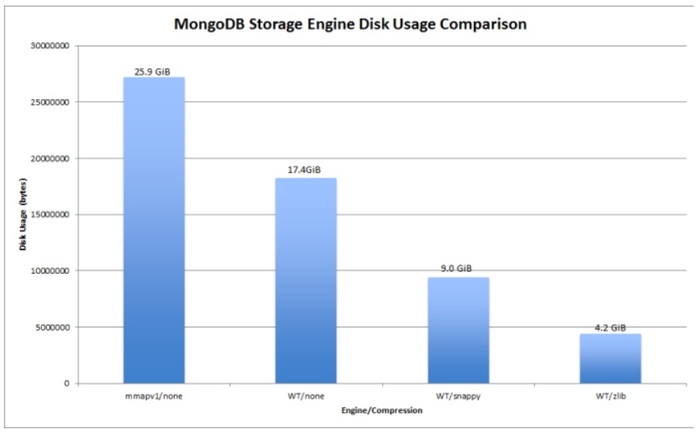 MongoDB Storage Engine Disk Usage Comparison
30000000
25000000
20000000
15000000
10000000
5000000
0
Disk Usage (bytes)
25.9 GiB
17.4GiB
9.0 GiB
4.2 GiB
mmapv1/none
WT/none
WT/snappy
WT/zlib
Engine/Compression